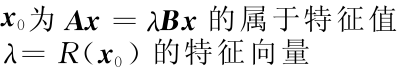 x₀为 Ax = λBx 的属于特征值
λ= R(x₀) 的特征向量